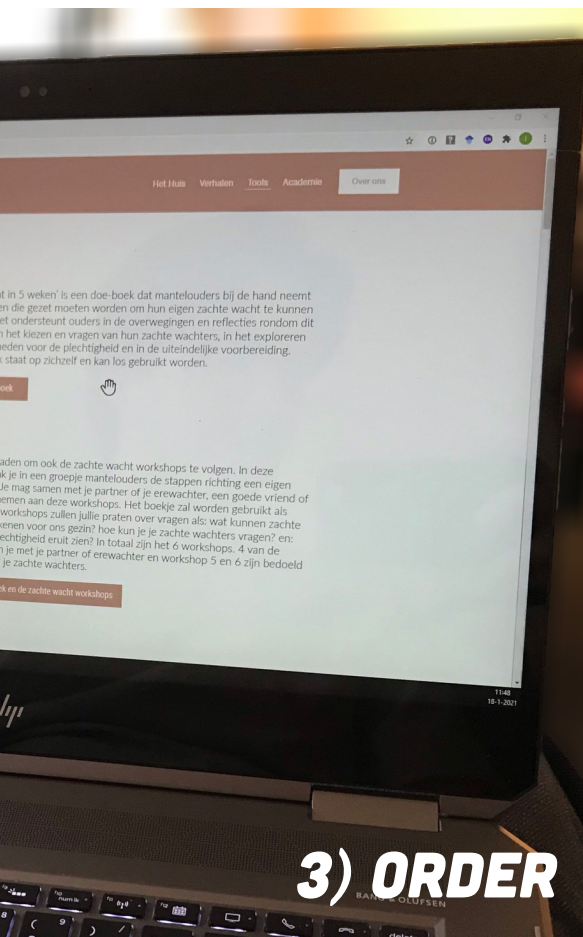 Het Huis Verhalen Tools Academie Over ons
t in 5 weken' is een doe-boek dat mantelouders bij de hand neemt
en die gezet moeten worden om hun eigen zachte wacht te kunnen
et ondersteunt ouders in de overwegingen en reflecties rondom dit
n het kiezen en vragen van hun zachte wachters, in het exploreren
neden voor de plechtigheid en in de uiteindelijke voorbereiding.
k staat op zichzelf en kan los gebruikt worden.
oek
aden om ook de zachte wacht workshops te volgen. In deze
ak je in een groepje mantelouders de stappen richting een eigen
Je mag samen met je partner of je erewachter, een goede vriend of
emen aan deze workshops. Het boekje zal worden gebruikt als
workshops zullen jullie praten over vragen als: wat kunnen zachte
kenen voor ons gezin? hoe kun je je zachte wachters vragen? en:
echtigheid eruit zien? In totaal zijn het 6 workshops. 4 van de
n je met je partner of erewachter en workshop 5 en 6 zijn bedoeld
je zachte wachters.
ek en de zachte wacht workshops
11:48
18-1-2021
hp
3) ORDER
BANG & OLUFSEN
num lk
8 ( 9 )
delete